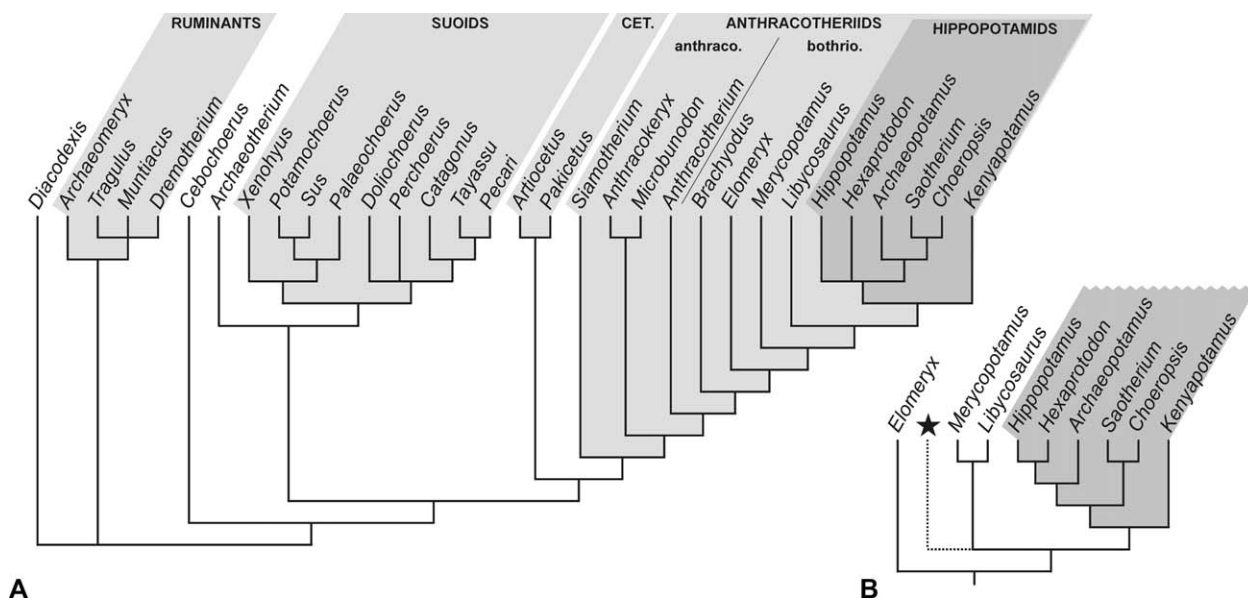 RUMINANTS
SUOIDS
CET.
ANTHRACOTHERIIDS
anthraco.
bothrio.
HIPPOPOTAMIDS
Diacodexis
Archaeomeryx
Tragulus
Muntiacus
Dremotherium
Cebochoerus
Archaeotherium
Xenohyus
Potamochoerus
Sus
Palaeochoerus
Doliochoerus
Perchoerus
Catagonus
Tayassu
Pecari
Artiocetus
Pakicetus
Siamotherium
Anthracokeryx
Microbunodon
Anthracotherium
Brachyodus
Elomeryx
Merycopotamus
Libycosaurus
Hippopotamus
Hexaprotodon
Archaeopotamus
Saotherium
Choeropsis
Kenyapotamus
A
Elomeryx
Merycopotamus
Libycosaurus
Hippopotamus
Hexaprotodon
Archaeopotamus
Saotherium
Choeropsis
Kenyapotamus
B